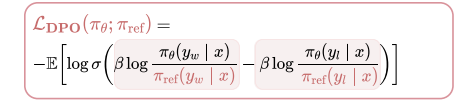 ℒ_DPO(π_θ; π_ref) =
−𝔼[log σ(β log π_θ(y_w | x) / π_ref(y_w | x) − β log π_θ(y_l | x) / π_ref(y_l | x))]